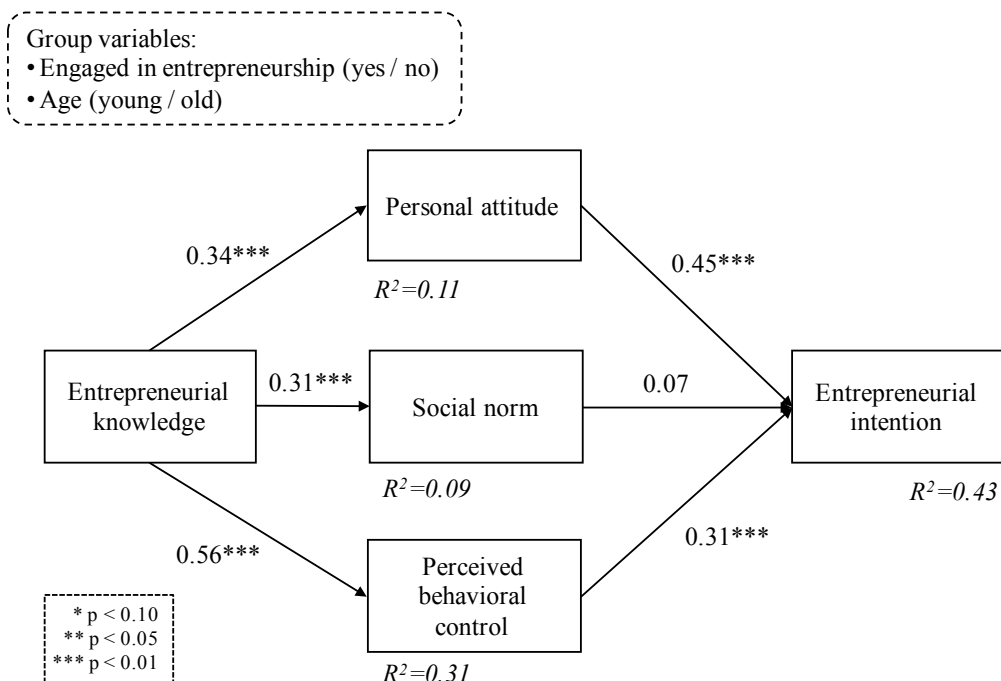 Group variables:
• Engaged in entrepreneurship (yes / no)
• Age (young / old)
Personal attitude
0.34***
0.45***
R²=0.11
Entrepreneurial
knowledge
0.31***
Social norm
0.07
Entrepreneurial
intention
R²=0.09
R²=0.43
0.56***
0.31***
Perceived
behavioral
control
* p < 0.10
** p < 0.05
*** p < 0.01
R²=0.31